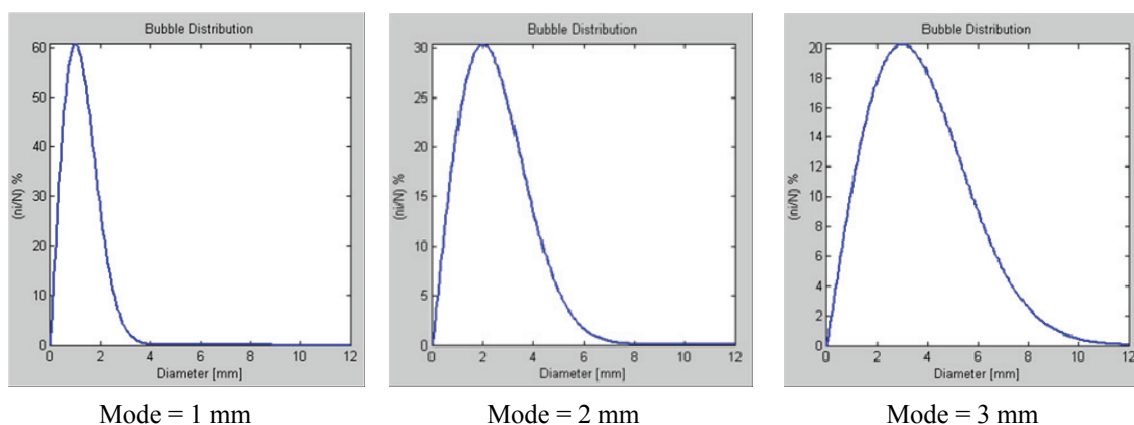 Bubble Distribution
(ni/N) %
60
50
40
30
20
10
0
0 2 4 6 8 10 12
Diameter [mm]
Mode = 1 mm
Bubble Distribution
(ni/N) %
30
25
20
15
10
5
0
0 2 4 6 8 10 12
Diameter [mm]
Mode = 2 mm
Bubble Distribution
(ni/N) %
20
18
16
14
12
10
8
6
4
2
0
0 2 4 6 8 10 12
Diameter [mm]
Mode = 3 mm